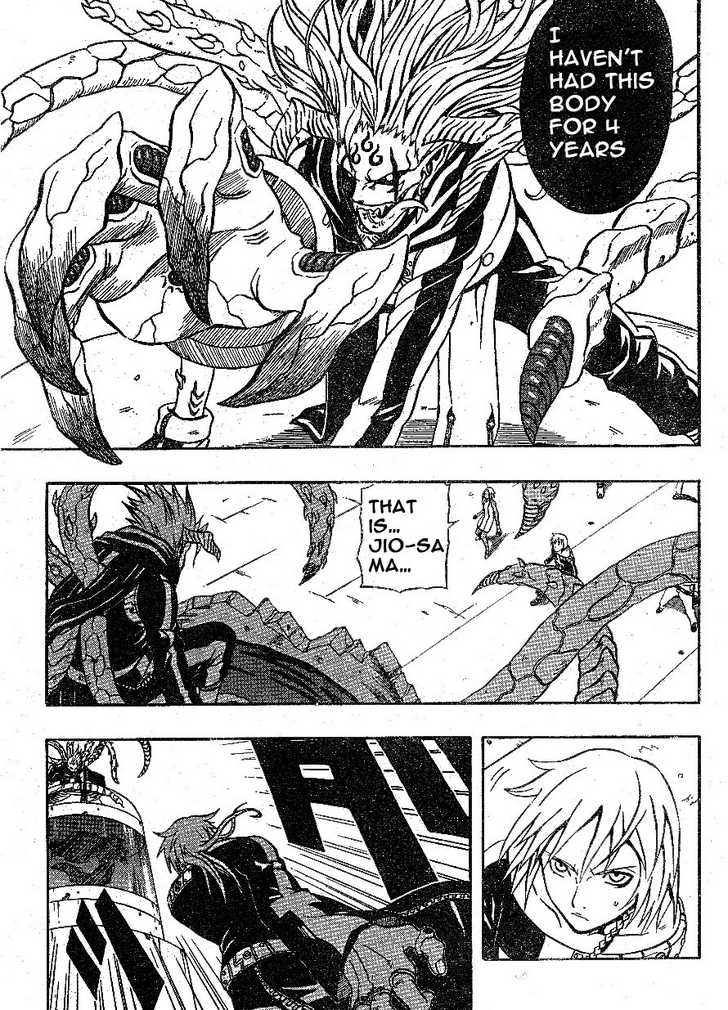 I
HAVEN'T
HAD THIS
BODY
FOR 4
YEARS
THAT
IS...
JIO-SA
MA...